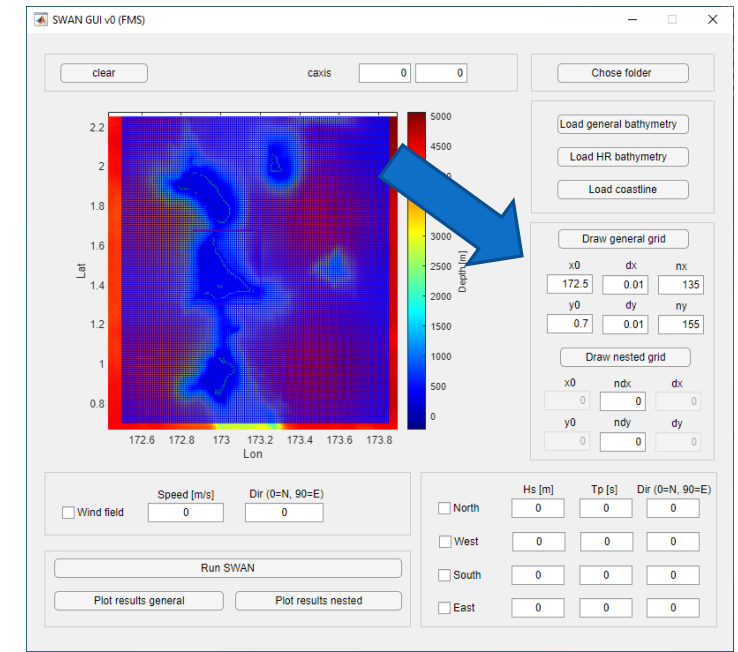 SWAN GUI v0 (FMS)
clear
caxis
0
0
Chose folder
Load general bathymetry
Load HR bathymetry
Load coastline
2.2
2
1.8
1.6
1.4
1.2
1
0.8
Lat
172.6 172.8 173 173.2 173.4 173.6 173.8
Lon
5000
4500
3000
2500
2000
1500
1000
500
0
Depth [m]
Draw general grid
x0 dx nx
172.5 0.01 135
y0 dy ny
0.7 0.01 155
Draw nested grid
x0 ndx dx
0 0 0
y0 ndy dy
0 0 0
Speed [m/s] Dir (0=N, 90=E)
Wind field 0 0
Run SWAN
Plot results general Plot results nested
Hs [m] Tp [s] Dir (0=N, 90=E)
North 0 0 0
West 0 0 0
South 0 0 0
East 0 0 0